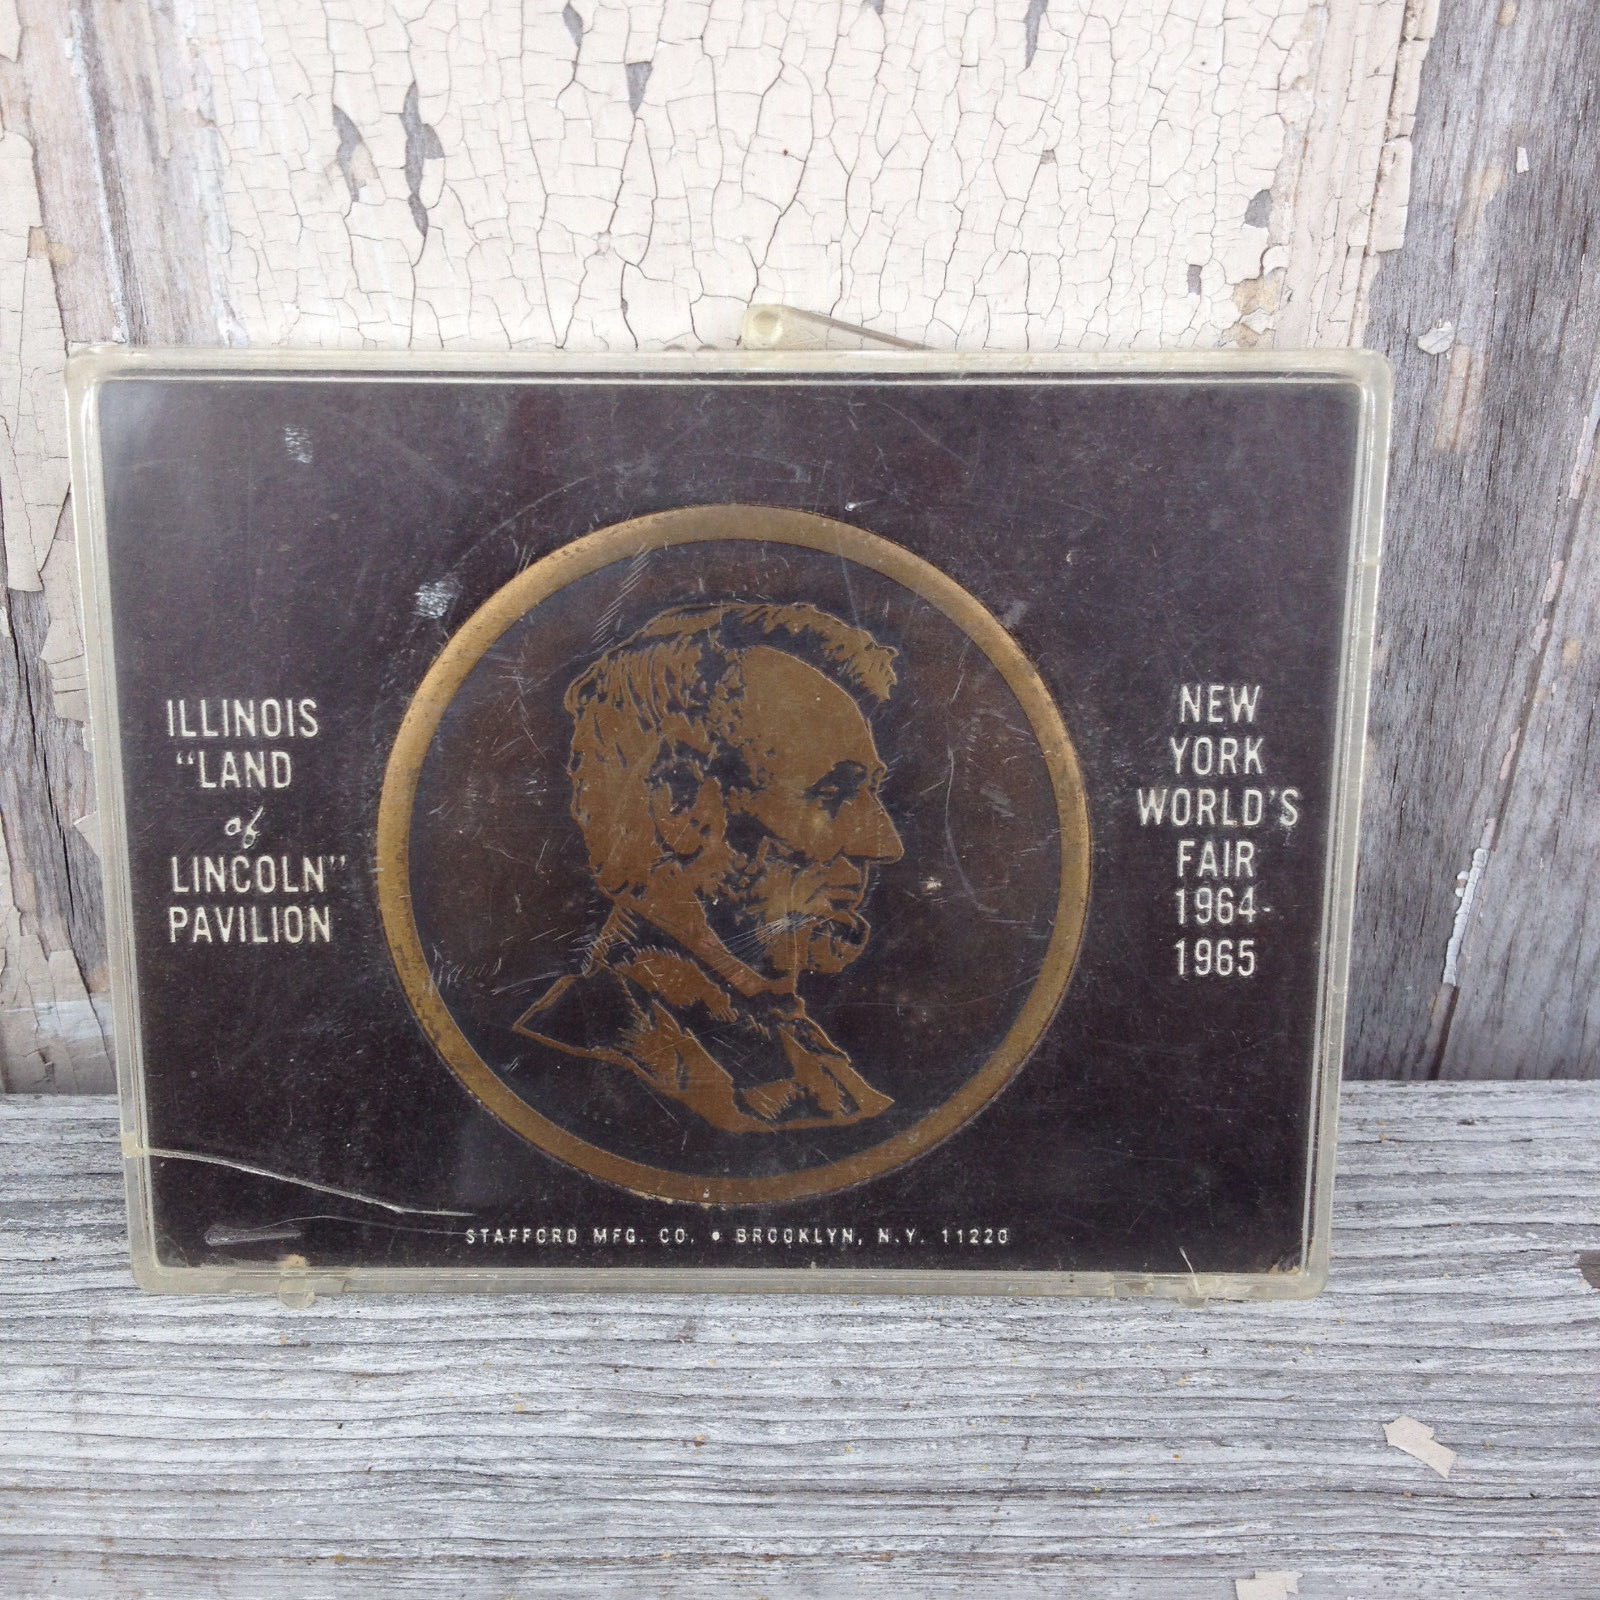 ILLINOIS
"LAND
of
LINCOLN"
PAVILION
NEW
YORK
WORLD'S
FAIR
1964-
1965
STAFFORD MFG. CO. • BROOKLYN, N.Y. 11220